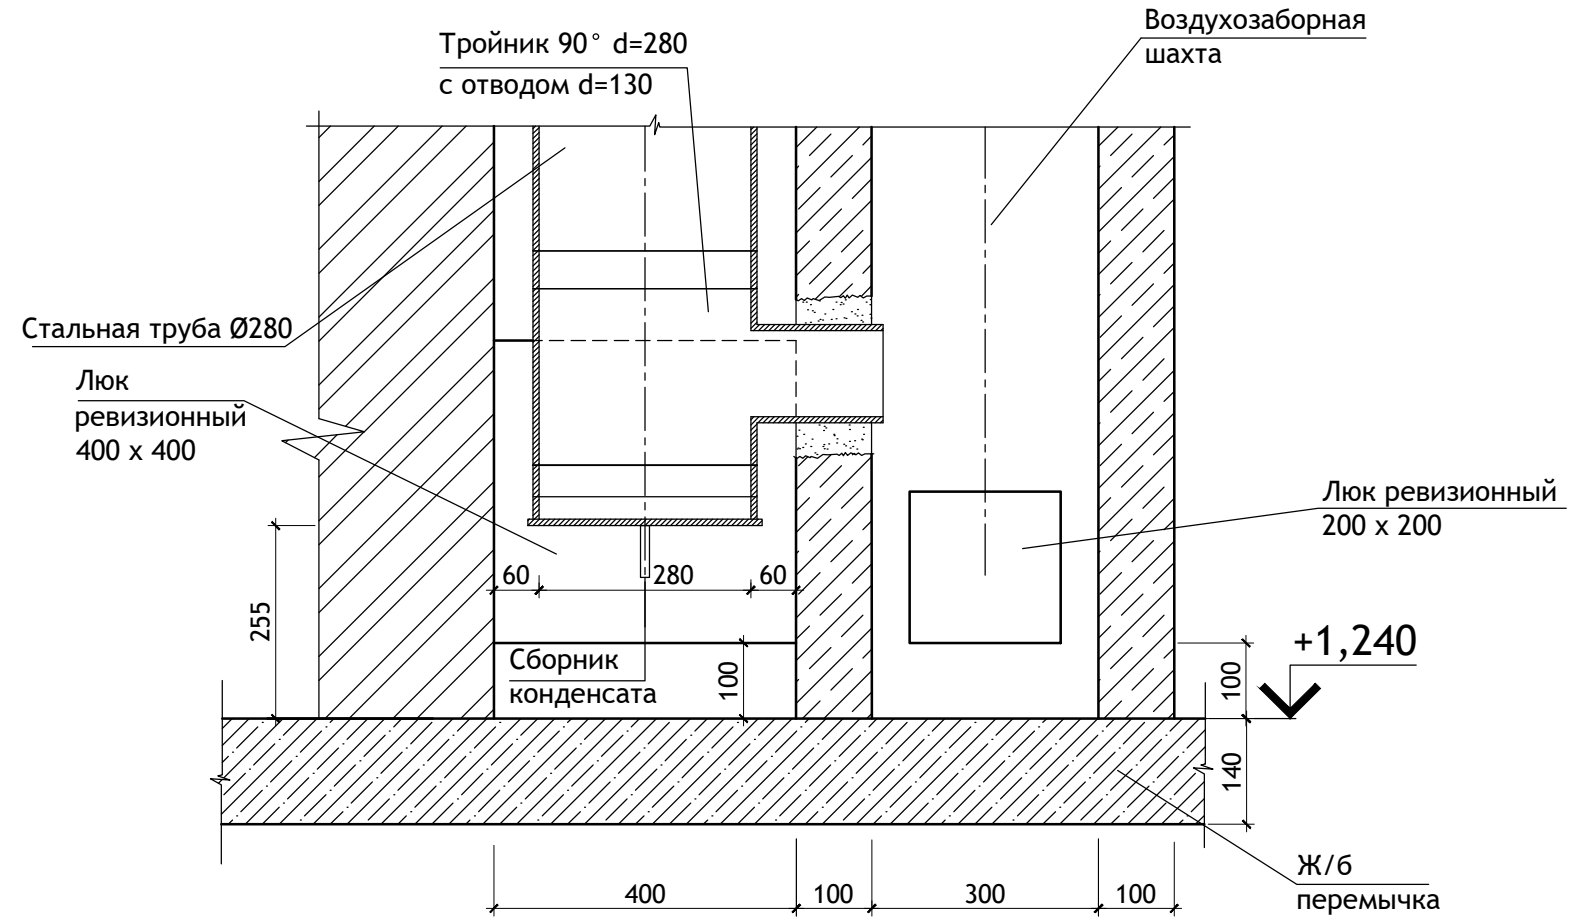 Воздухозаборная
шахта
Тройник 90° d=280
с отводом d=130
Стальная труба Ø280
Люк
ревизионный
400 x 400
Люк ревизионный
200 x 200
60
280
60
255
+1,240
Сборник
конденсата
100
100
140
Ж/б
перемычка
400
100
300
100